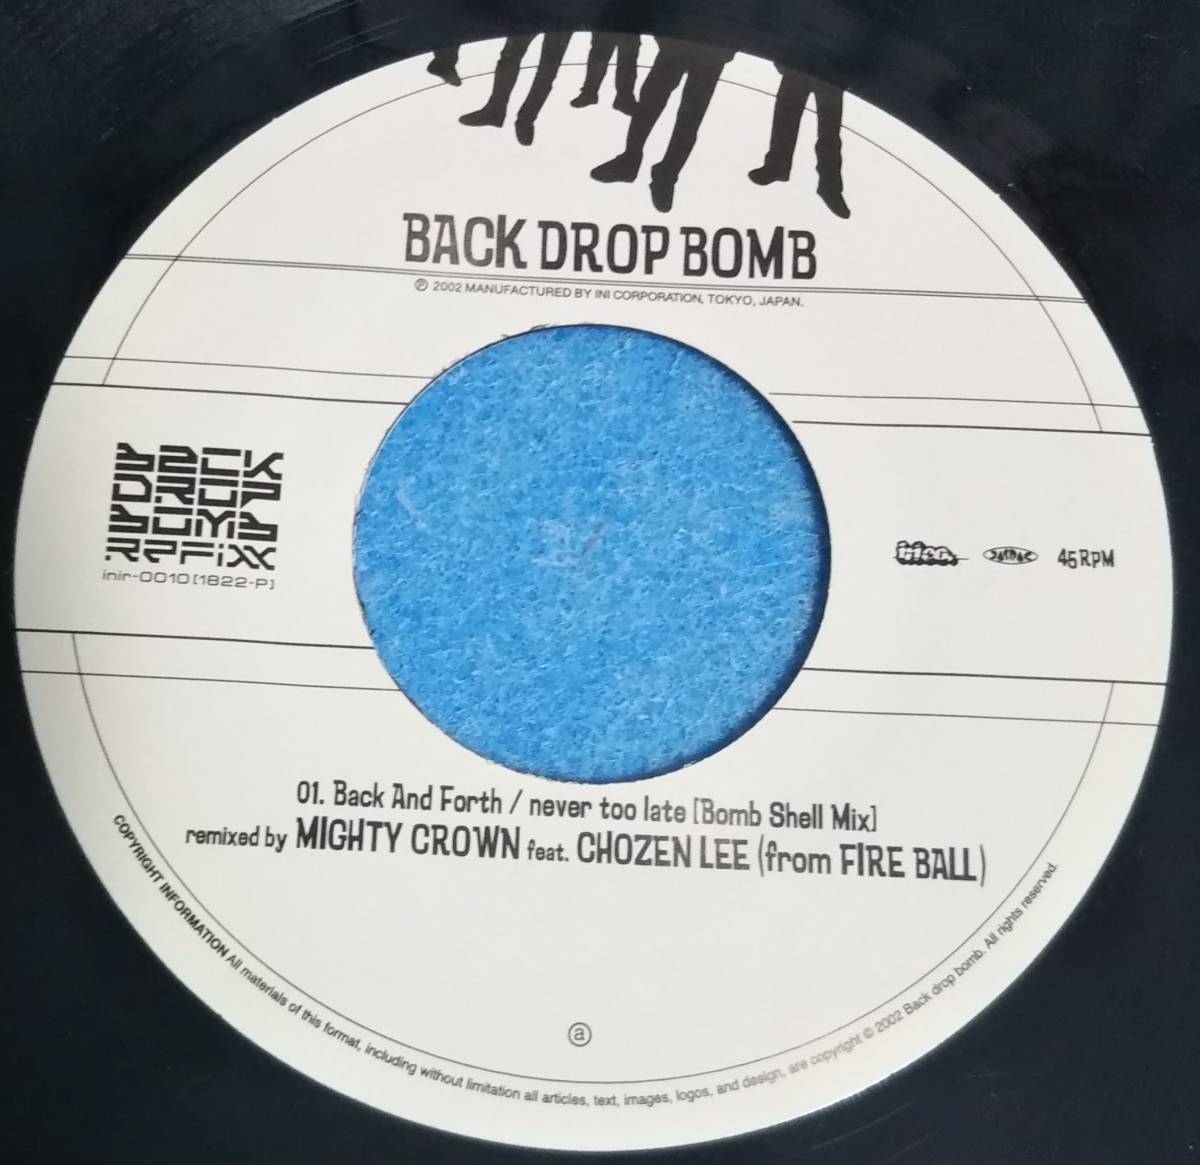 BACK DROP BOMB
℗ 2002 MANUFACTURED BY INI CORPORATION, TOKYO, JAPAN.
BACK
DROP
BOMB
REFIXX
inir-0010 [1822-P]
JASRAC
45 RPM
01. Back And Forth / never too late [Bomb Shell Mix]
remixed by MIGHTY CROWN feat. CHOZEN LEE (from FIRE BALL)
ⓐ
COPYRIGHT INFORMATION All materials of this format, including without limitation all articles, text, images, logos, and design, are copyright © 2002 Back drop bomb. All rights reserved.